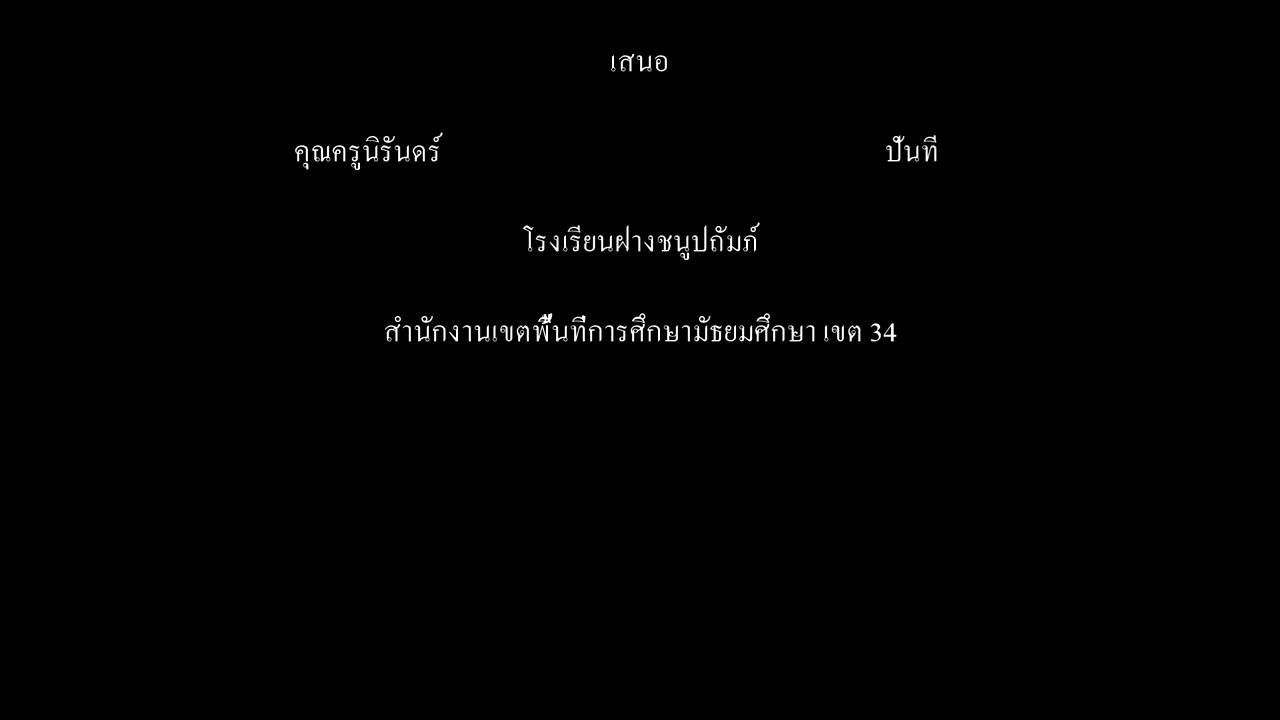 เสนอ
คุณครูนิรันดร์ ปันที
โรงเรียนฝางชนูปถัมภ์
สำนักงานเขตพื้นที่การศึกษามัธยมศึกษา เขต 34